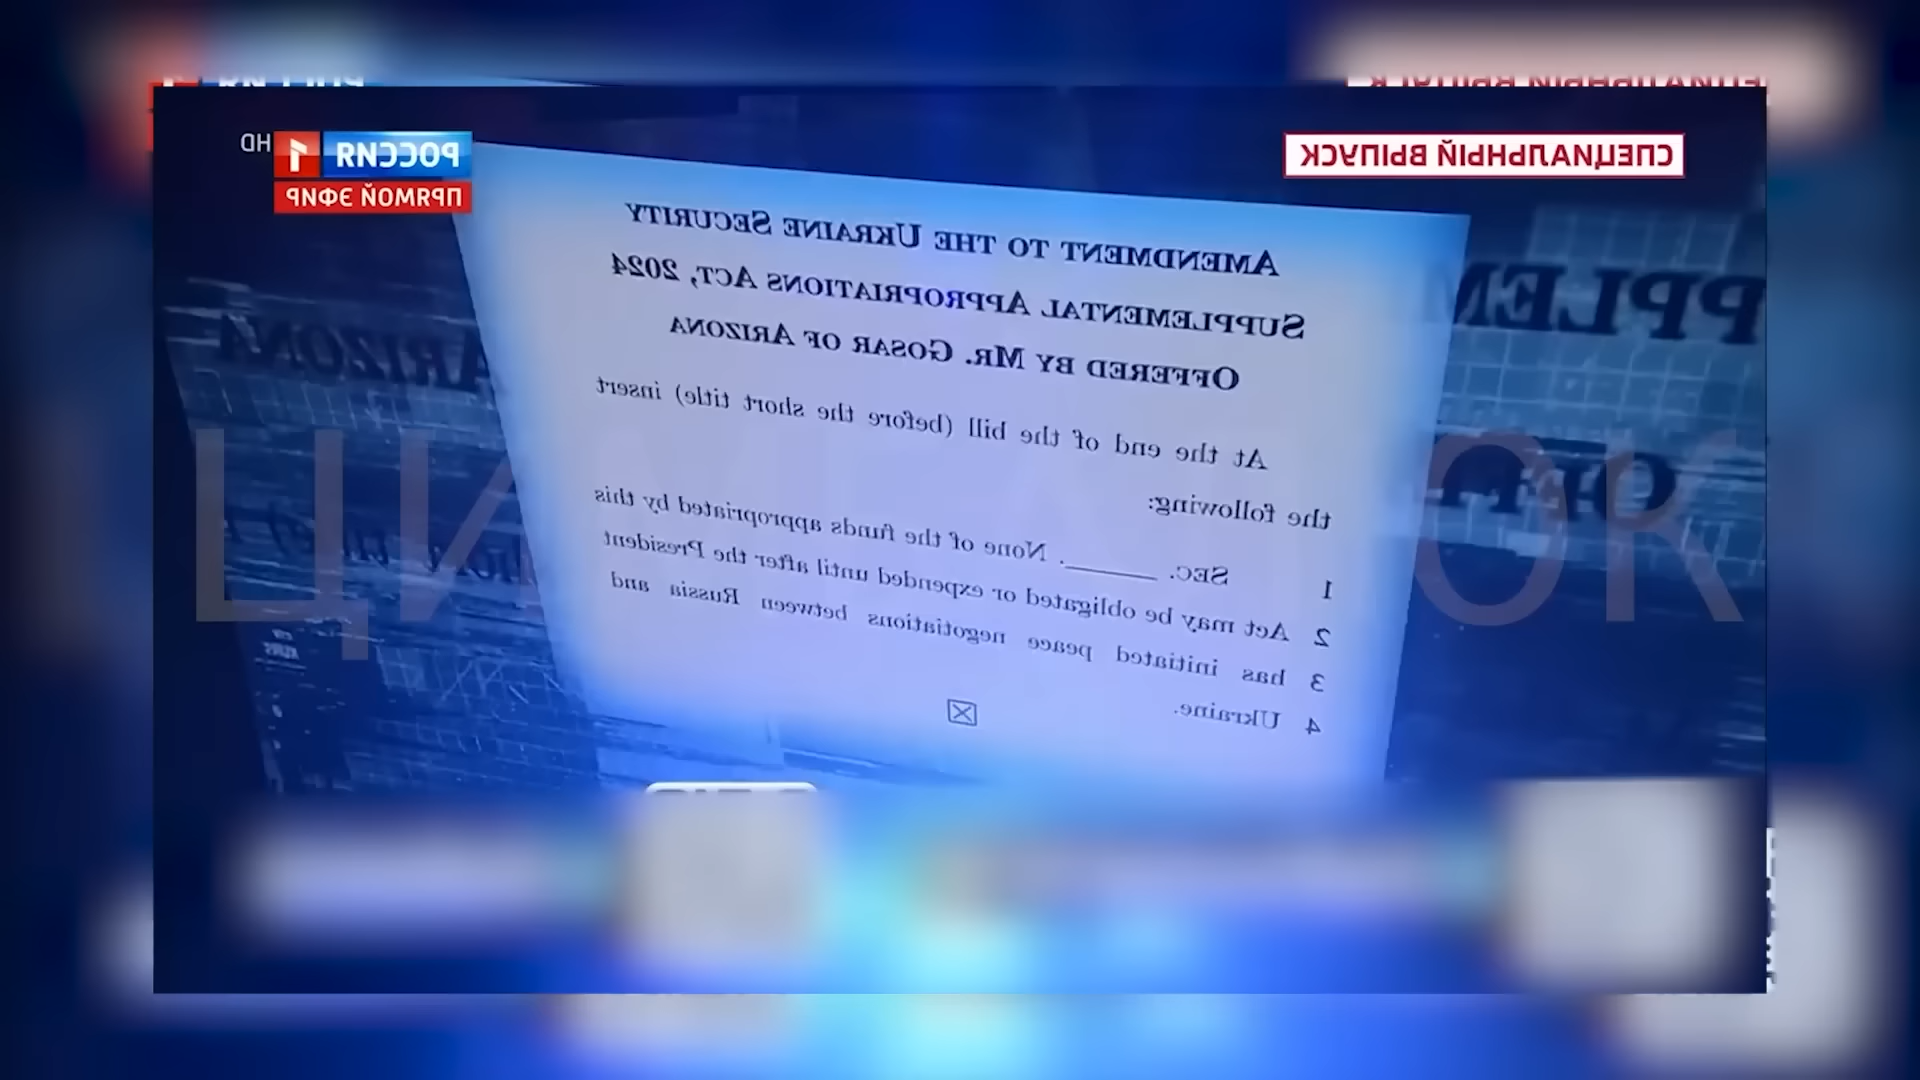 HD
РОССИЯ 1
ПРЯМОЙ ЭФИР
СПЕЦИАЛЬНЫЙ ВЫПУСК
AMENDMENT TO THE UKRAINE SECURITY
SUPPLEMENTAL APPROPRIATIONS ACT, 2024
OFFERED BY MR. GOSAR OF ARIZONA
At the end of the bill (before the short title) insert
the following:
1 SEC. ______. None of the funds appropriated by this
2 Act may be obligated or expended until after the President
3 has initiated peace negotiations between Russia and
4 Ukraine.
ARIZONA